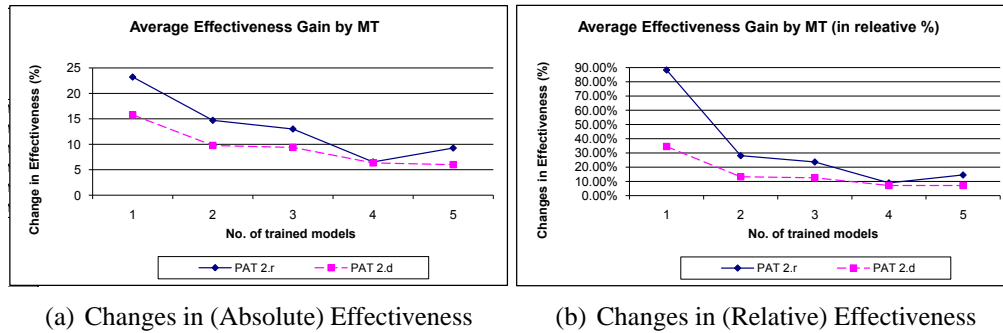 Average Effectiveness Gain by MT
Changes in Effectiveness (%)
25
20
15
10
5
0
1 2 3 4 5
No. of trained models
PAT 2.r PAT 2.d
(a) Changes in (Absolute) Effectiveness
Average Effectiveness Gain by MT (in releative %)
Changes in Effectiveness (%)
90.00%
80.00%
70.00%
60.00%
50.00%
40.00%
30.00%
20.00%
10.00%
1 2 3 4 5
No. of trained models
PAT 2.r PAT 2.d
(b) Changes in (Relative) Effectiveness